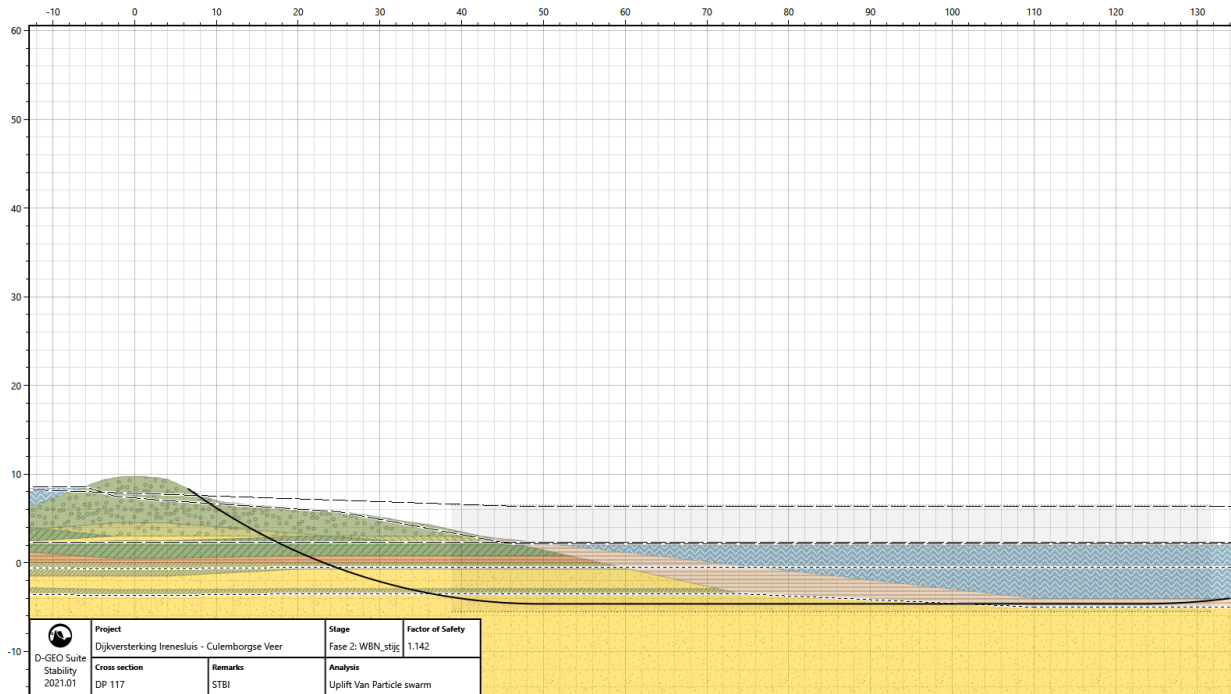 -10 0 10 20 30 40 50 60 70 80 90 100 110 120 130
60
50
40
30
20
10
0
-10
D-GEO Suite
Stability
2021.01
Project
Dijkversterking Irenesluis - Culemborgse Veer
Stage
Fase 2: WBN_stijg
Factor of Safety
1.142
Cross section
DP 117
Remarks
STBI
Analysis
Uplift Van Particle swarm